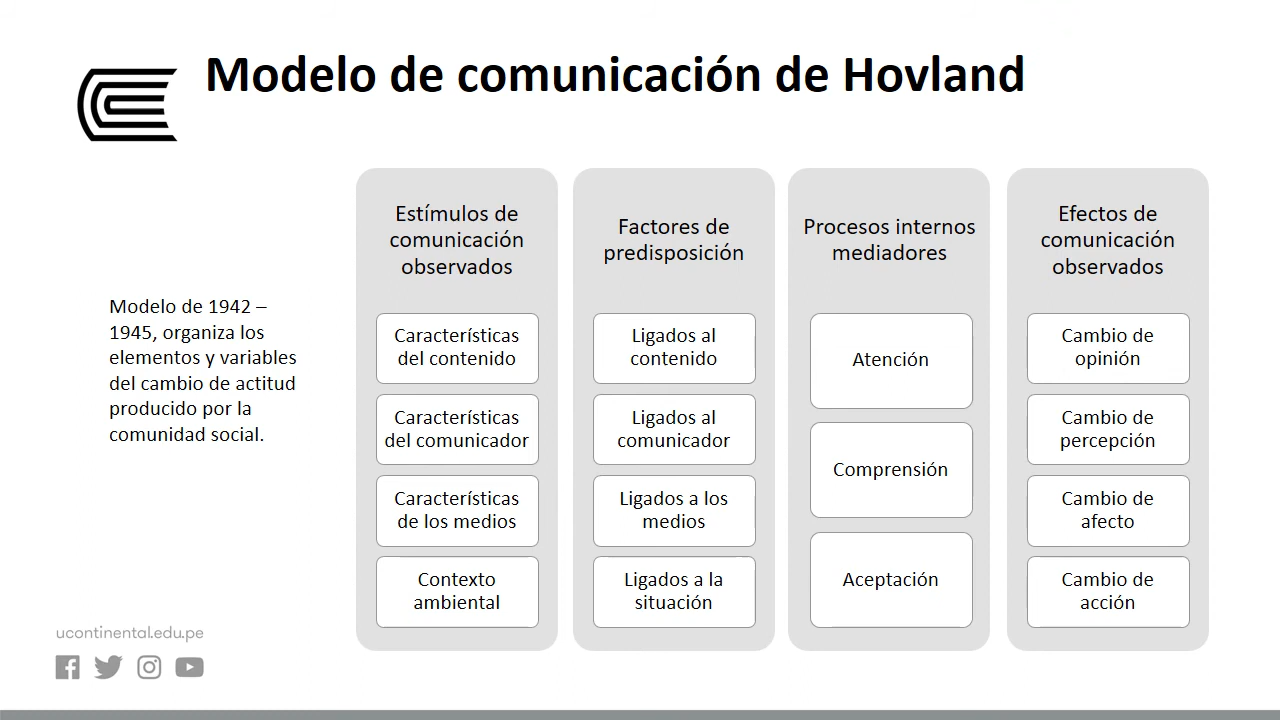 Modelo de comunicación de Hovland
Modelo de 1942 –
1945, organiza los
elementos y variables
del cambio de actitud
producido por la
comunidad social.
Estímulos de
comunicación
observados
Características
del contenido
Características
del comunicador
Características
de los medios
Contexto
ambiental
Factores de
predisposición
Ligados al
contenido
Ligados al
comunicador
Ligados a los
medios
Ligados a la
situación
Procesos internos
mediadores
Atención
Comprensión
Aceptación
Efectos de
comunicación
observados
Cambio de
opinión
Cambio de
percepción
Cambio de
afecto
Cambio de
acción
ucontinental.edu.pe